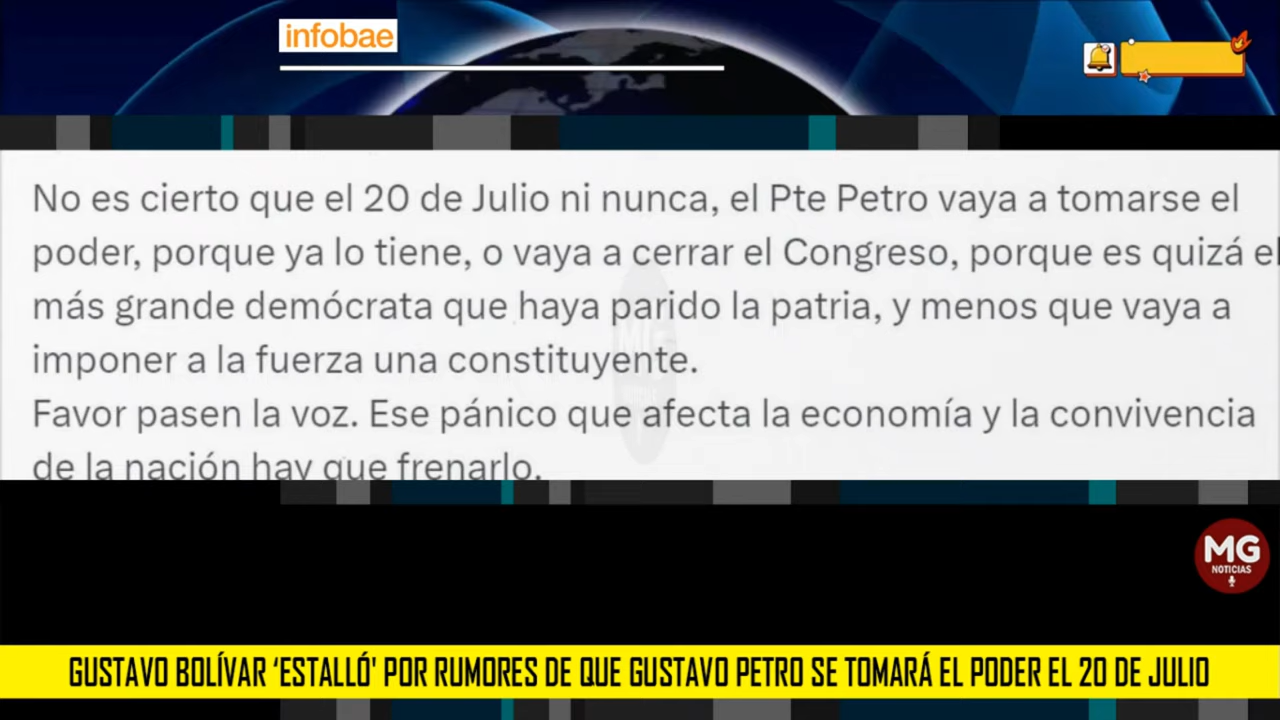 infobae
No es cierto que el 20 de Julio ni nunca, el Pte Petro vaya a tomarse el
poder, porque ya lo tiene, o vaya a cerrar el Congreso, porque es quizá el
más grande demócrata que haya parido la patria, y menos que vaya a
imponer a la fuerza una constituyente.
Favor pasen la voz. Ese pánico que afecta la economía y la convivencia
de la nación hay que frenarlo.
MG
NOTICIAS
GUSTAVO BOLÍVAR ‘ESTALLÓ' POR RUMORES DE QUE GUSTAVO PETRO SE TOMARÁ EL PODER EL 20 DE JULIO